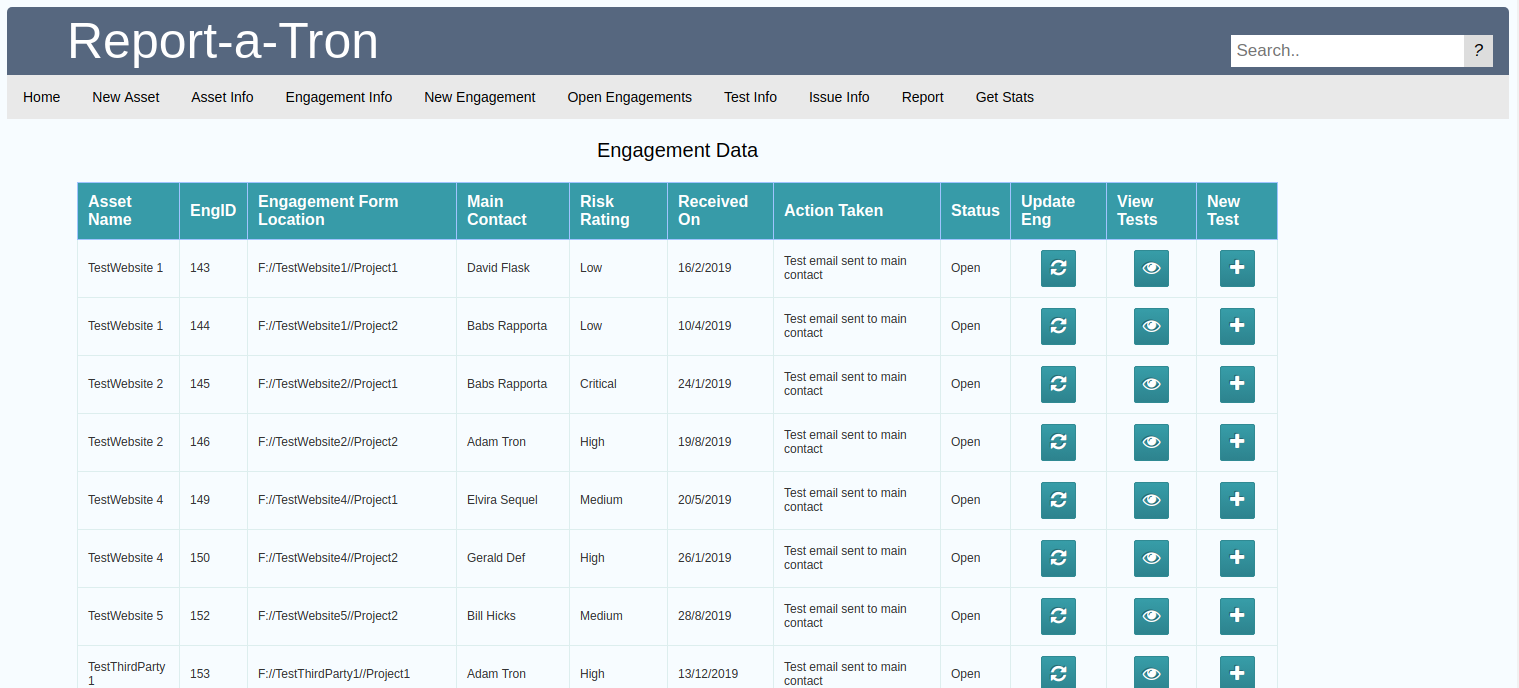 Report-a-Tron
Search..
?
Home New Asset Asset Info Engagement Info New Engagement Open Engagements Test Info Issue Info Report Get Stats
Engagement Data
Asset Name EngID Engagement Form Location Main Contact Risk Rating Received On Action Taken Status Update Eng View Tests New Test
TestWebsite 1 143 F://TestWebsite1//Project1 David Flask Low 16/2/2019 Test email sent to main contact Open
TestWebsite 1 144 F://TestWebsite1//Project2 Babs Rapporta Low 10/4/2019 Test email sent to main contact Open
TestWebsite 2 145 F://TestWebsite2//Project1 Babs Rapporta Critical 24/1/2019 Test email sent to main contact Open
TestWebsite 2 146 F://TestWebsite2//Project2 Adam Tron High 19/8/2019 Test email sent to main contact Open
TestWebsite 4 149 F://TestWebsite4//Project1 Elvira Sequel Medium 20/5/2019 Test email sent to main contact Open
TestWebsite 4 150 F://TestWebsite4//Project2 Gerald Def High 26/1/2019 Test email sent to main contact Open
TestWebsite 5 152 F://TestWebsite5//Project2 Bill Hicks Medium 28/8/2019 Test email sent to main contact Open
TestThirdParty 1 153 F://TestThirdParty1//Project1 Adam Tron High 13/12/2019 Test email sent to main contact Open